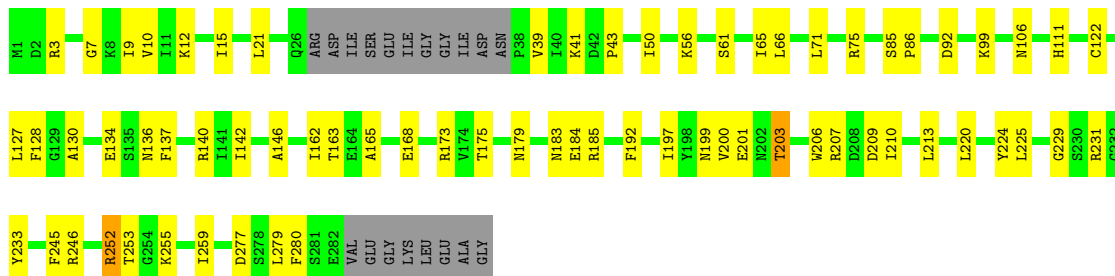 M1 D2 R3 G7 K8 I9 V10 I11 K12 I15 L21 Q26 ARG ASP ILE SER GLU ILE GLY GLY ILE ASP ASN P38 V39 I40 K41 D42 P43 I50 K56 S61 I65 L66 L71 R75 S85 P86 D92 K99 N106 H111 C122
L127 F128 G129 A130 E134 S135 N136 F137 R140 I141 I142 A146 I162 T163 E164 A165 E168 R173 V174 T175 N179 N183 E184 R185 F192 I197 Y198 N199 V200 E201 N202 T203 W206 R207 D208 D209 I210 L213 L220 Y224 L225 G229 S230 R231
Y233 F245 R246 R252 T253 G254 K255 I259 D277 S278 L279 F280 S281 E282 VAL GLU GLY LYS LEU GLU ALA GLY